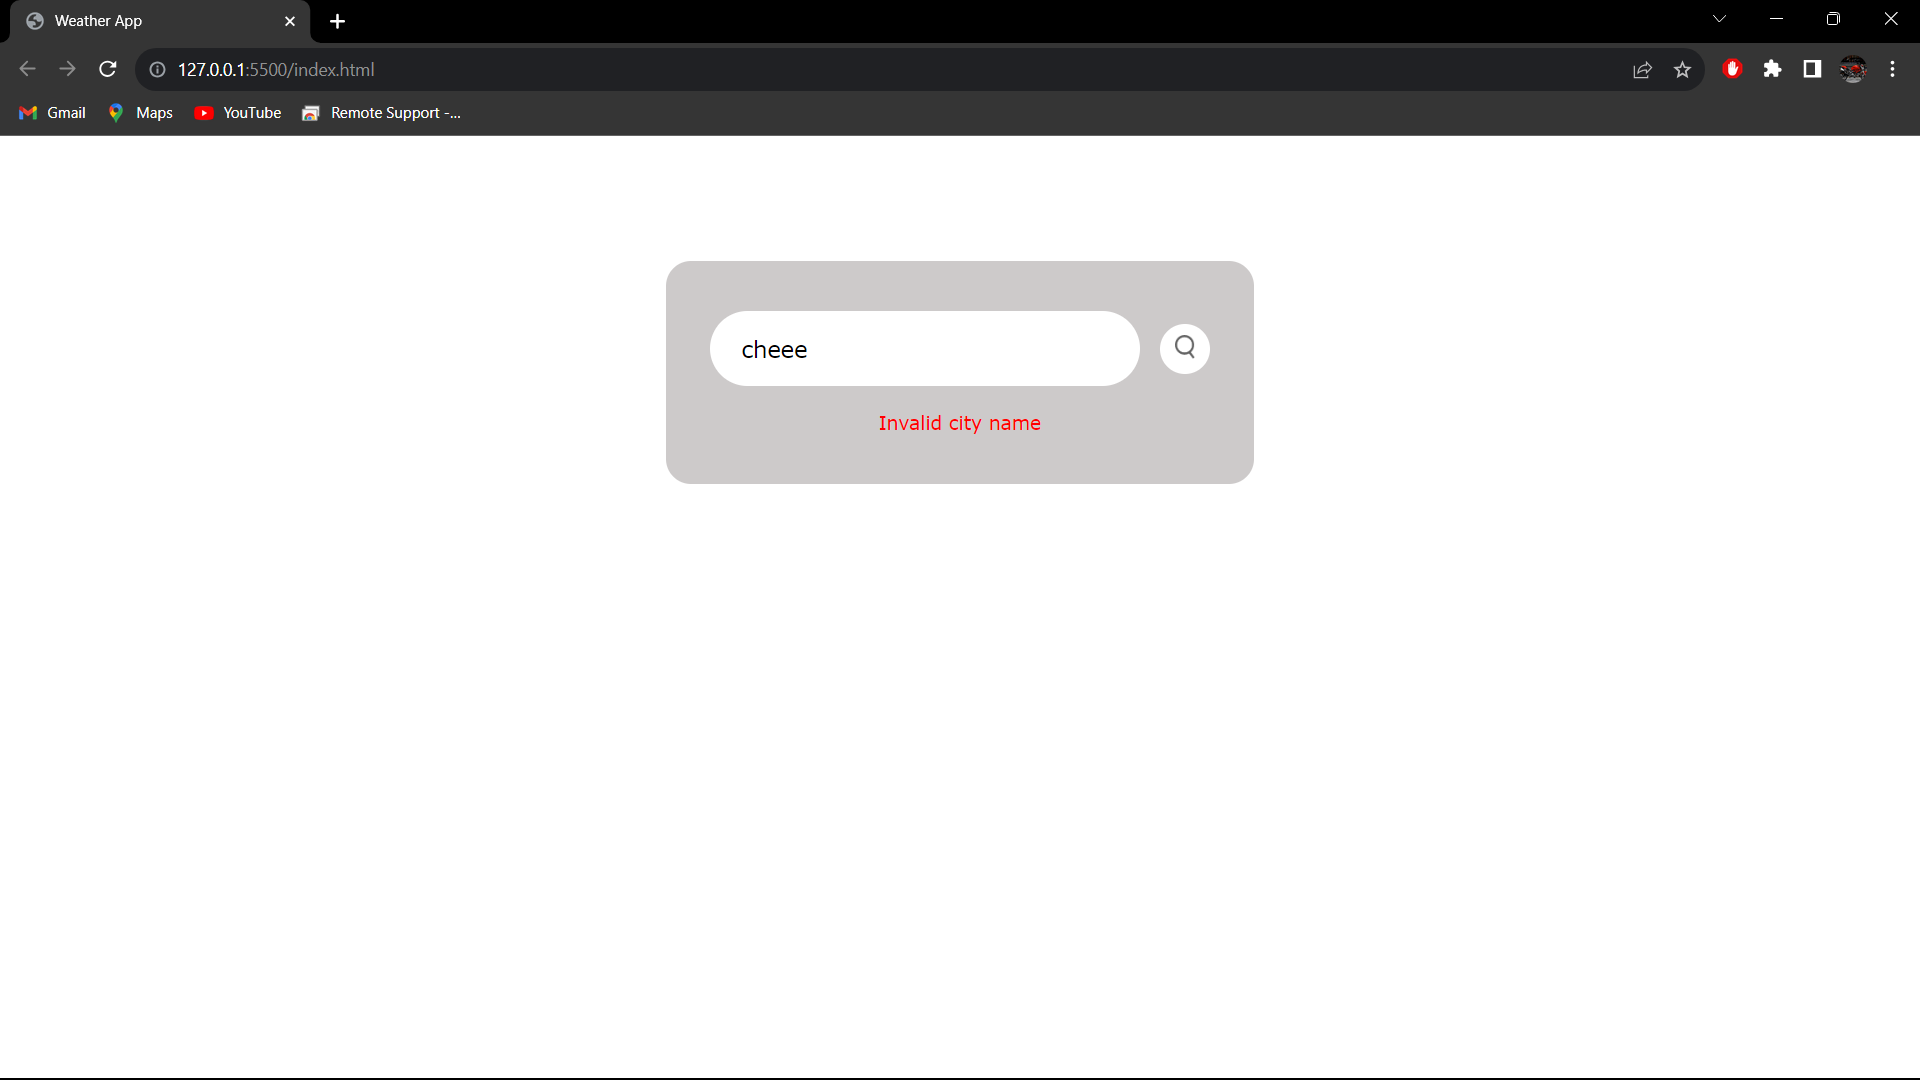 Weather App
127.0.0.1:5500/index.html
Gmail Maps YouTube Remote Support -...
cheee
Invalid city name